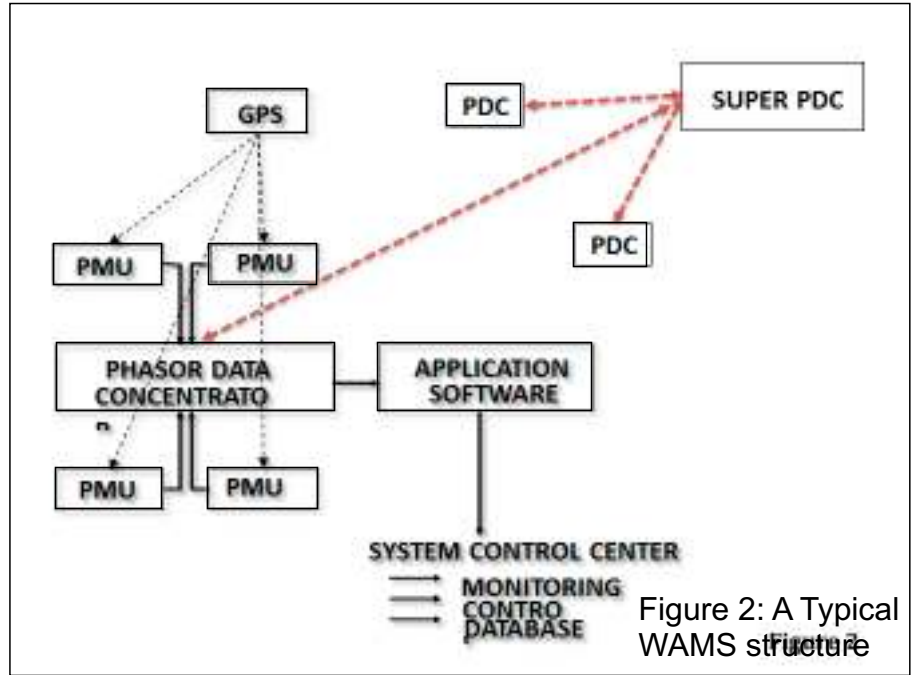 GPS
PDC
SUPER PDC
PDC
PMU
PMU
PHASOR DATA
CONCENTRATO
APPLICATION
SOFTWARE
PMU
PMU
SYSTEM CONTROL CENTER
MONITORING
CONTRO
DATABASE
Figure 2: A Typical
WAMS structure